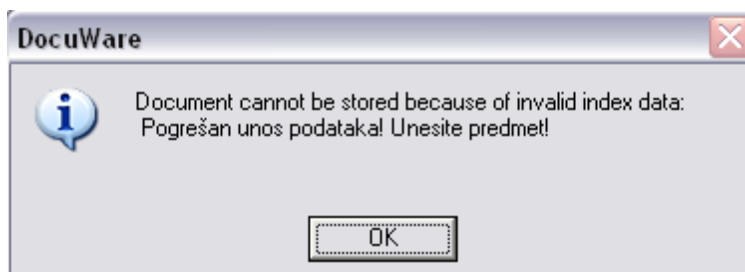 DocuWare
Document cannot be stored because of invalid index data:
Pogrešan unos podataka! Unesite predmet!
OK